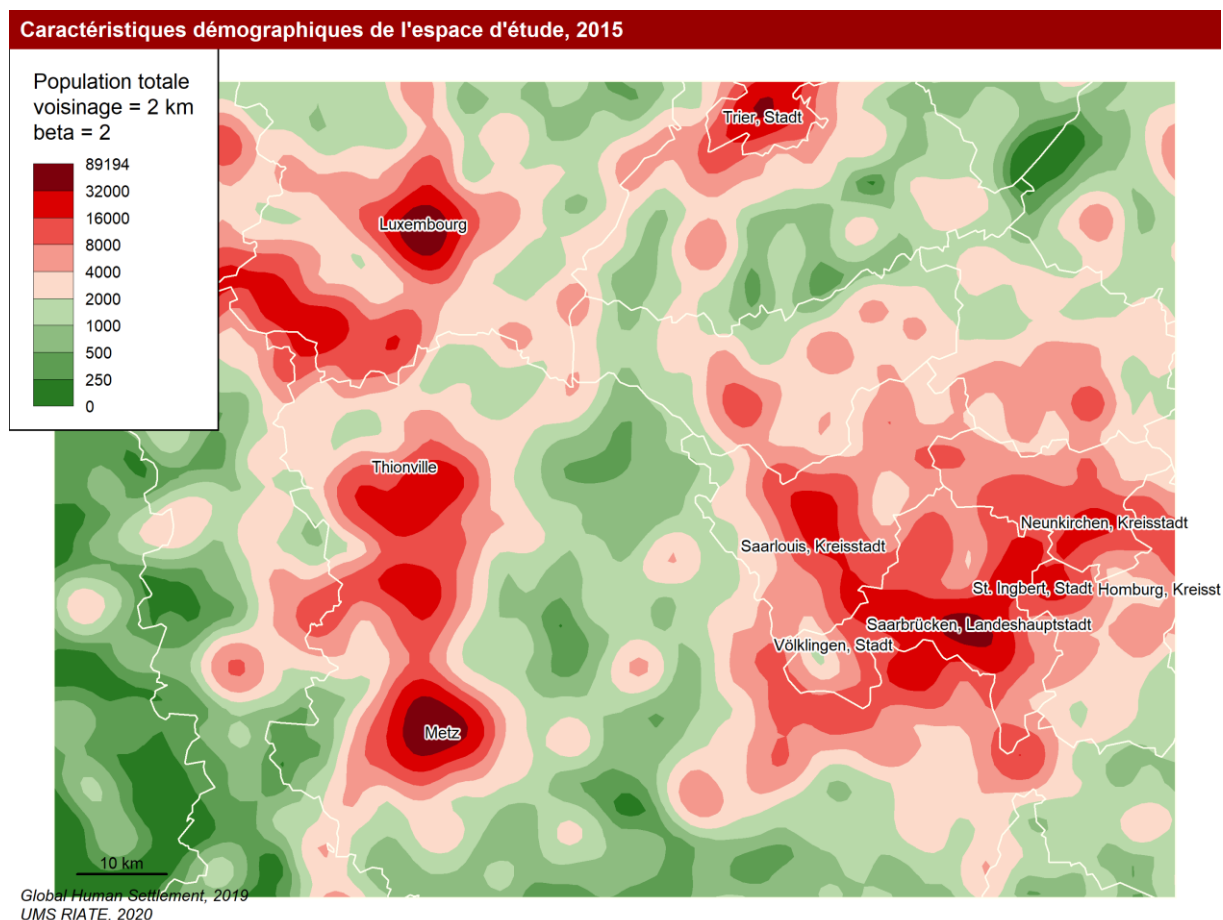 Caractéristiques démographiques de l'espace d'étude, 2015
Population totale
voisinage = 2 km
beta = 2
89194
32000
16000
8000
4000
2000
1000
500
250
0
Trier, Stadt
Luxembourg
Thionville
Neunkirchen, Kreisstadt
Saarlouis, Kreisstadt
St. Ingbert, Stadt
Homburg, Kreisst
Saarbrücken, Landeshauptstadt
Völklingen, Stadt
Metz
10 km
Global Human Settlement, 2019
UMS RIATE, 2020